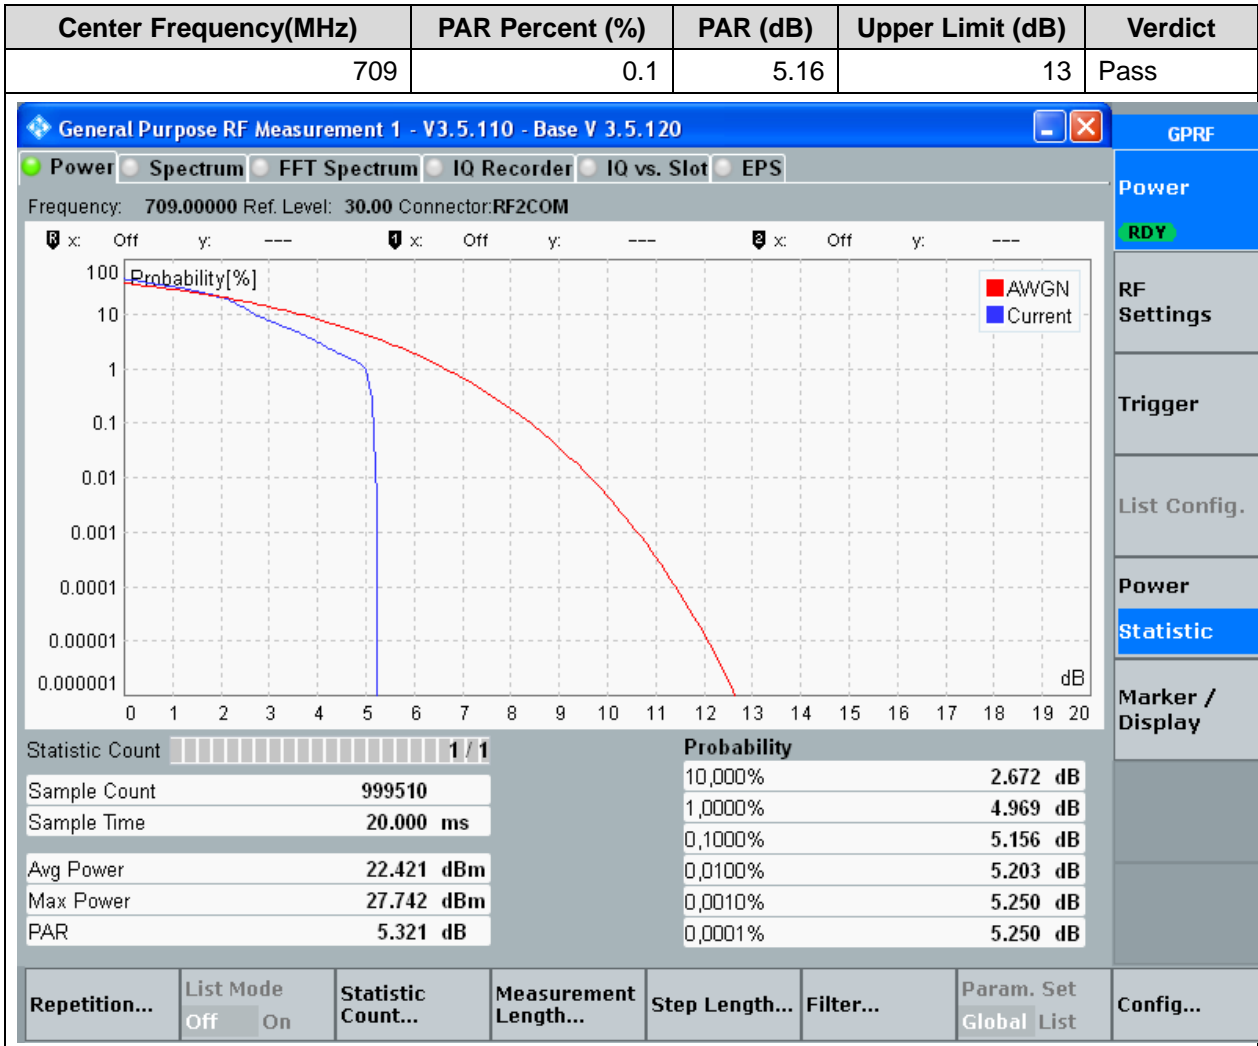 Center Frequency(MHz) PAR Percent (%) PAR (dB) Upper Limit (dB) Verdict
709 0.1 5.16 13 Pass
General Purpose RF Measurement 1 - V3.5.110 - Base V 3.5.120
GPRF
Power Spectrum FFT Spectrum IQ Recorder IQ vs. Slot EPS
Frequency: 709.00000 Ref. Level: 30.00 Connector:RF2COM
R x: Off y: --- 1 x: Off y: --- 2 x: Off y: ---
Probability[%]
100
10
1
0.1
0.01
0.001
0.0001
0.00001
0.000001
AWGN
Current
dB
0 1 2 3 4 5 6 7 8 9 10 11 12 13 14 15 16 17 18 19 20
Statistic Count 1 / 1
Sample Count 999510
Sample Time 20.000 ms
Avg Power 22.421 dBm
Max Power 27.742 dBm
PAR 5.321 dB
Probability
10,000% 2.672 dB
1,0000% 4.969 dB
0,1000% 5.156 dB
0,0100% 5.203 dB
0,0010% 5.250 dB
0,0001% 5.250 dB
Power
RDY
RF
Settings
Trigger
List Config.
Power
Statistic
Marker /
Display
Repetition...
List Mode
Off On
Statistic
Count...
Measurement
Length...
Step Length...
Filter...
Param. Set
Global List
Config...